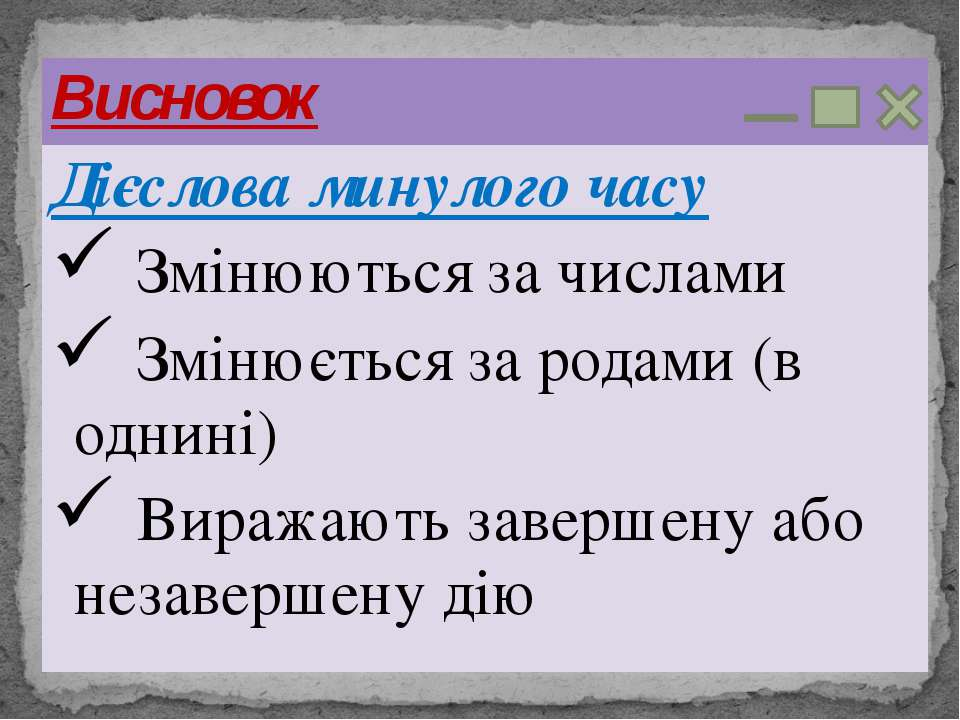 Висновок
Дієслова минулого часу
✓ Змінюються за числами
✓ Змінюється за родами (в
однині)
✓ Виражають завершену або
незавершену дію